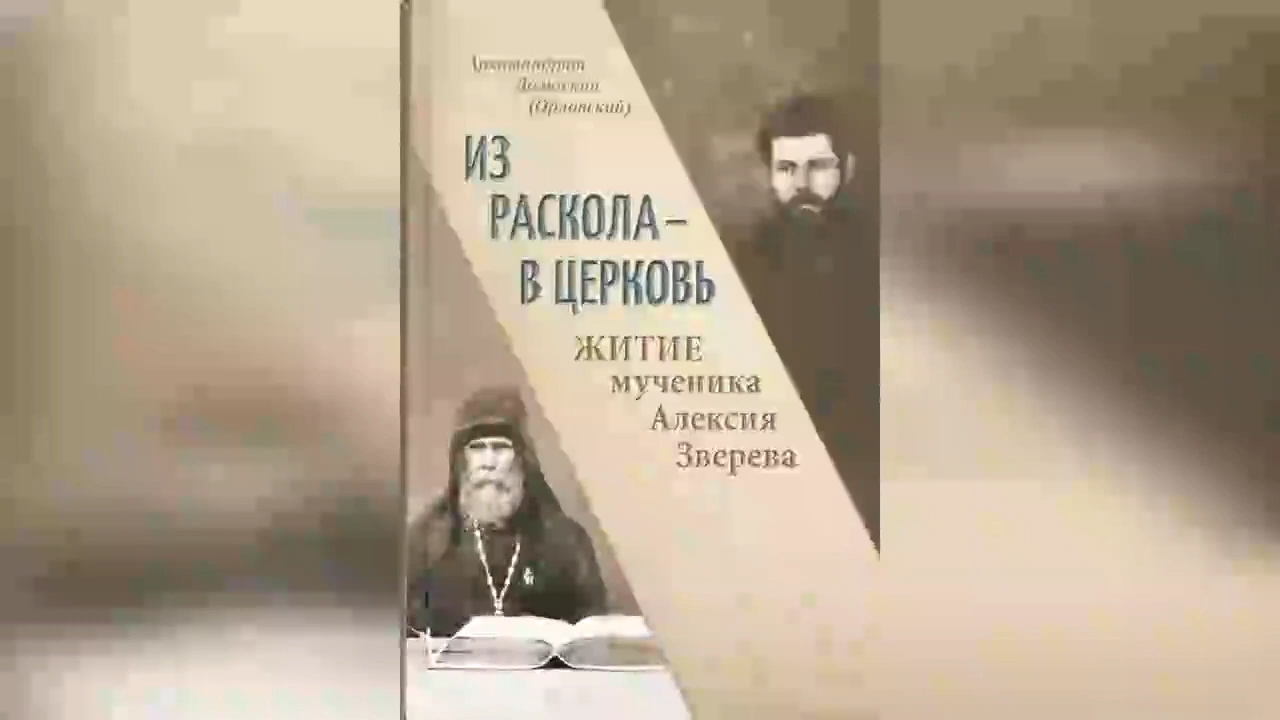 Архимандрит
Дамаскин
(Орловский)
ИЗ
РАСКОЛА –
В ЦЕРКОВЬ
ЖИТИЕ
мученика
Алексия
Зверева